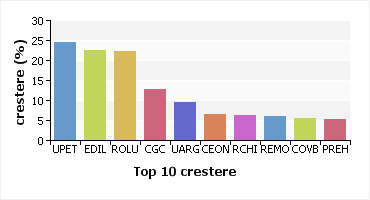 30
25
20
15
10
5
0
crestere (%)
UPET EDIL ROLU CGC UARG CEON RCHI REMO COVB PREH
Top 10 crestere